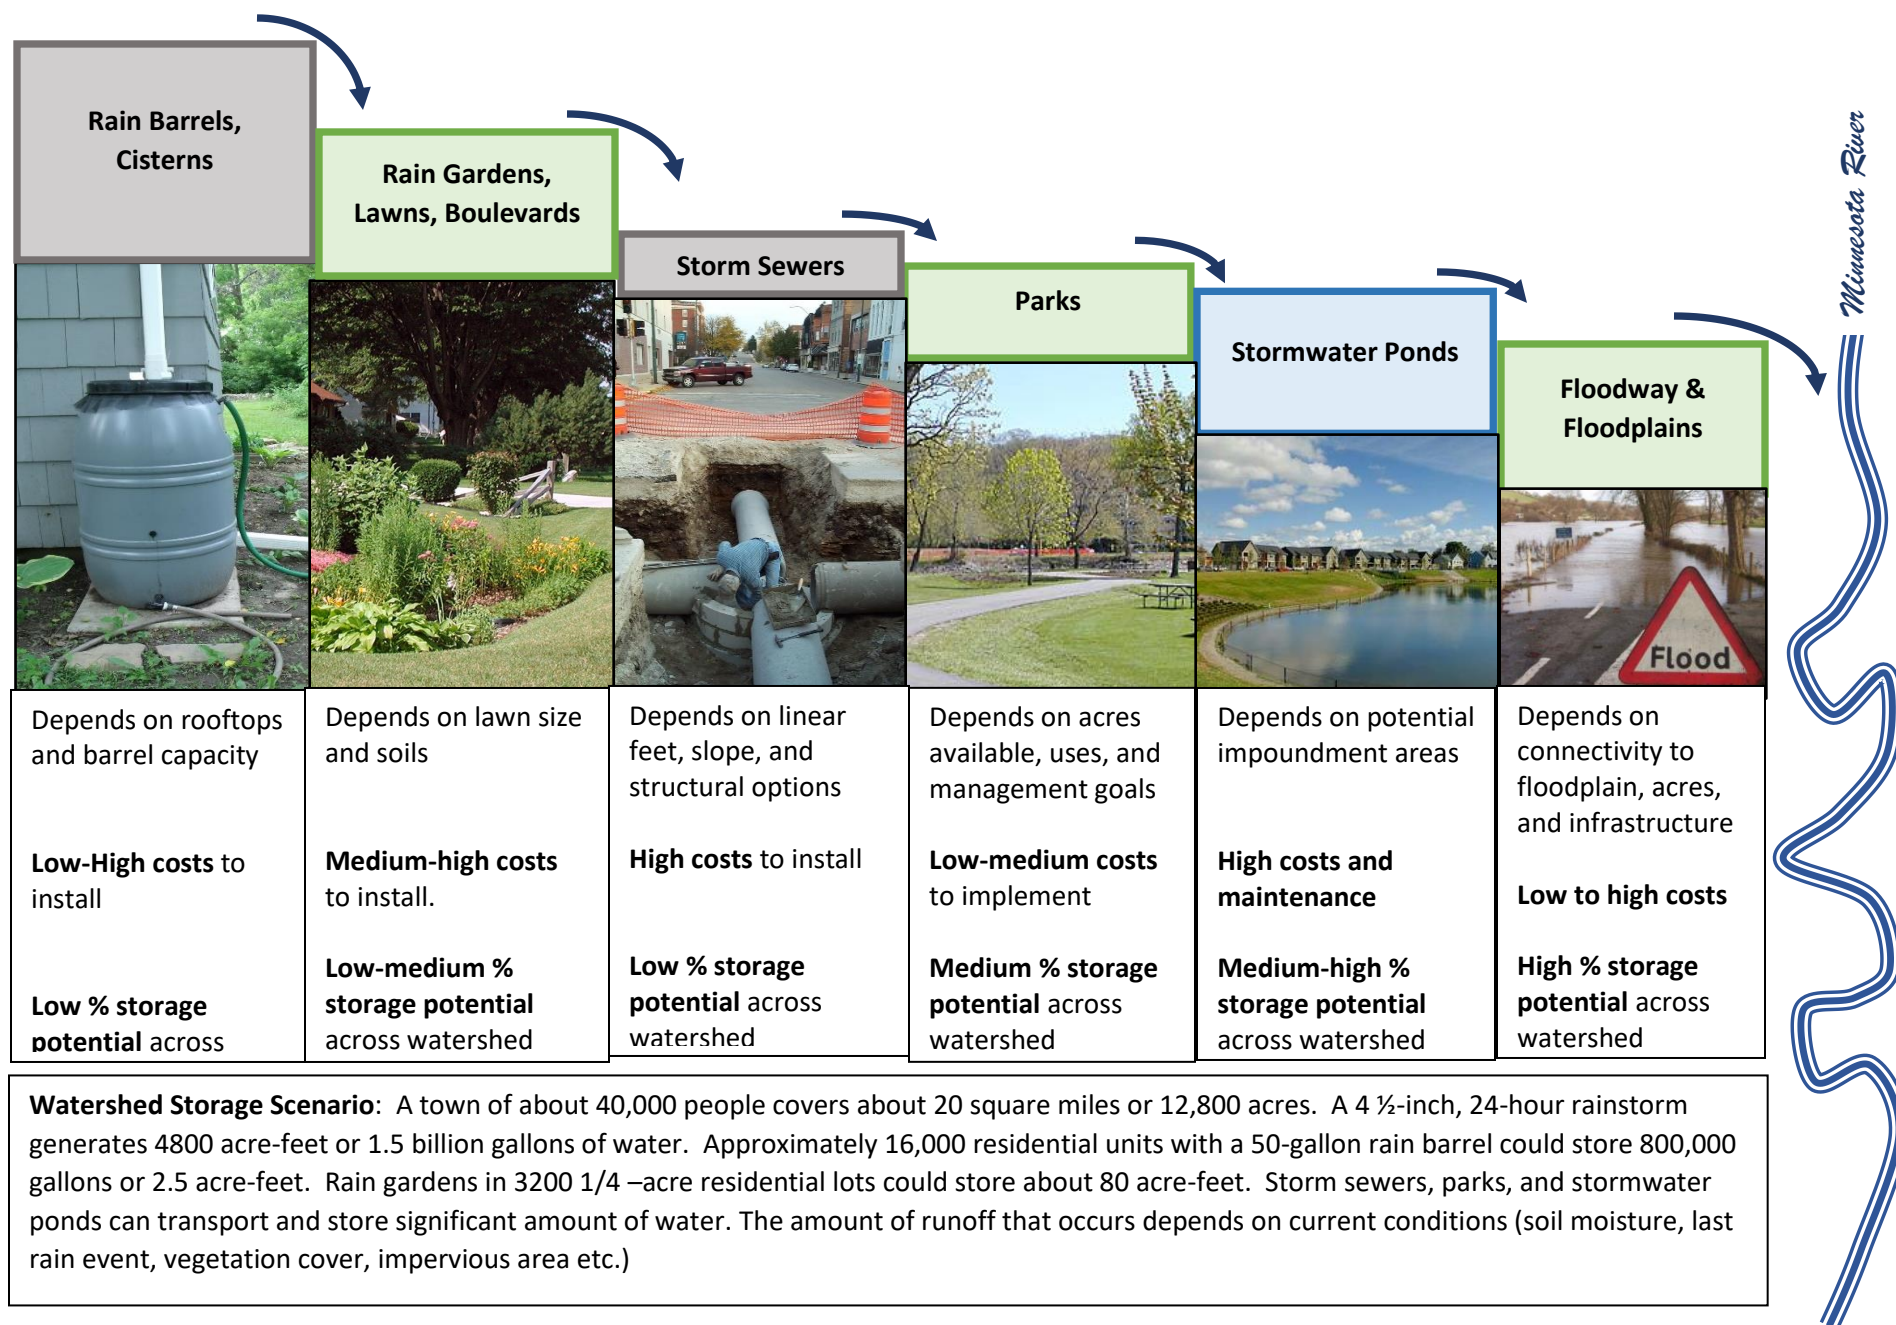 Rain Barrels,
Cisterns
Rain Gardens,
Lawns, Boulevards
Storm Sewers
Parks
Stormwater Ponds
Floodway &
Floodplains
Minnesota River
Flood
Depends on rooftops
and barrel capacity
Low-High costs to
install
Low % storage
potential across
Depends on lawn size
and soils
Medium-high costs
to install.
Low-medium %
storage potential
across watershed
Depends on linear
feet, slope, and
structural options
High costs to install
Low % storage
potential across
watershed
Depends on acres
available, uses, and
management goals
Low-medium costs
to implement
Medium % storage
potential across
watershed
Depends on potential
impoundment areas
High costs and
maintenance
Medium-high %
storage potential
across watershed
Depends on
connectivity to
floodplain, acres,
and infrastructure
Low to high costs
High % storage
potential across
watershed
Watershed Storage Scenario:  A town of about 40,000 people covers about 20 square miles or 12,800 acres.  A 4 ½-inch, 24-hour rainstorm
generates 4800 acre-feet or 1.5 billion gallons of water.  Approximately 16,000 residential units with a 50-gallon rain barrel could store 800,000
gallons or 2.5 acre-feet.  Rain gardens in 3200 1/4 –acre residential lots could store about 80 acre-feet.  Storm sewers, parks, and stormwater
ponds can transport and store significant amount of water. The amount of runoff that occurs depends on current conditions (soil moisture, last
rain event, vegetation cover, impervious area etc.)